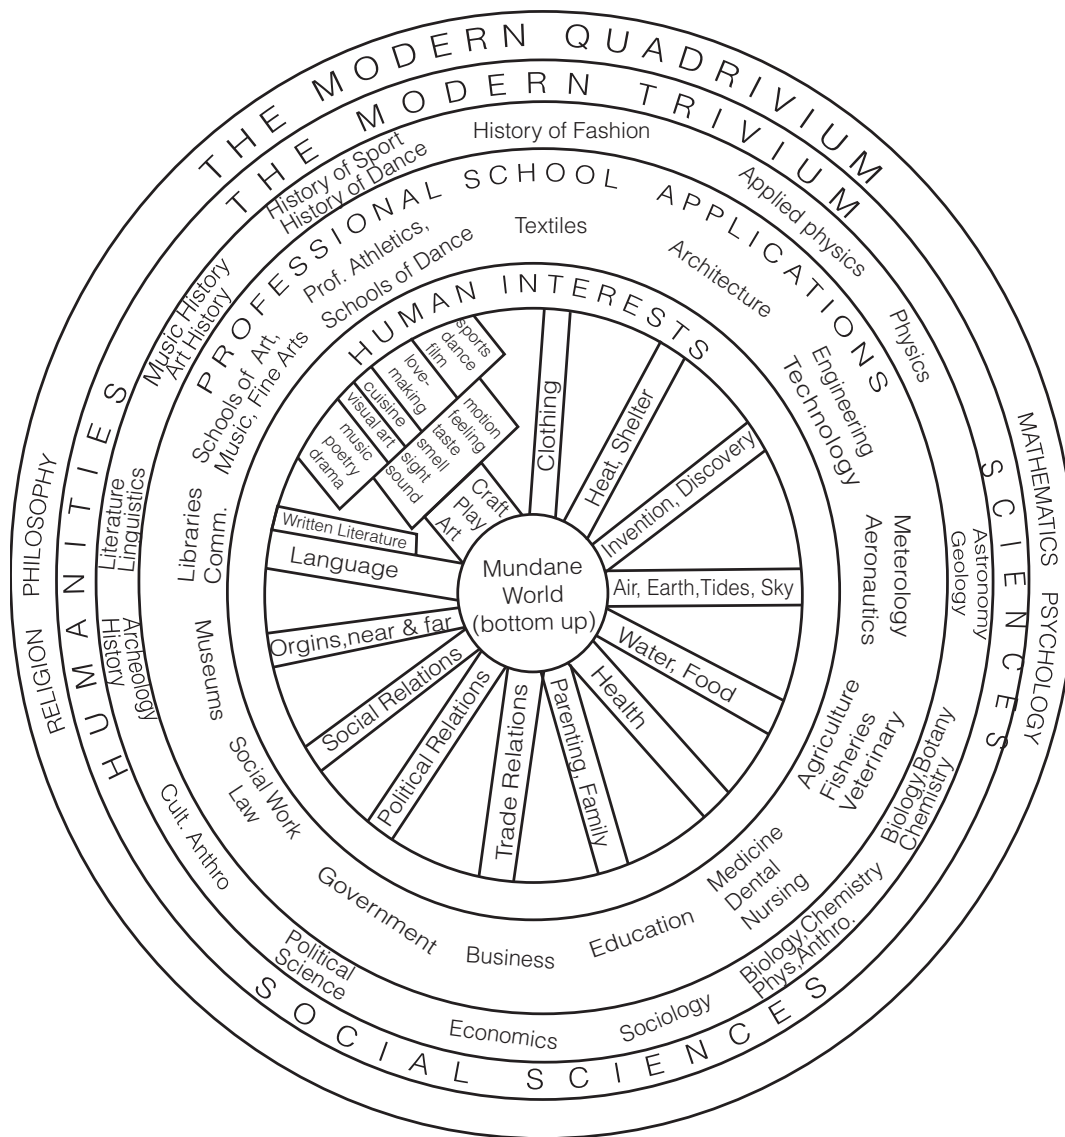 THE MODERN QUADRIVIUM
THE MODERN TRIVIUM
History of Sport
History of Dance
History of Fashion
Applied physics
Physics
Astronomy
Geology
Biology,Botany
Chemistry
Biology,Chemistry
Phys,Anthro.
Sociology
Economics
Political
Science
Cult. Anthro
Archeology
History
Literature
Linguistics
Music History
Art History
PHILOSOPHY
RELIGION
MATHEMATICS
PSYCHOLOGY
HUMANITIES
SCIENCES
SOCIAL SCIENCES
PROFESSIONAL SCHOOL APPLICATIONS
Prof. Athletics,
Schools of Dance
Textiles
Architecture
Engineering
Technology
Meterology
Aeronautics
Agriculture
Fisheries
Veterinary
Medicine
Dental
Nursing
Education
Business
Government
Social Work
Law
Museums
Libraries
Comm.
Schools of Art,
Music, Fine Arts
HUMAN INTERESTS
sports
dance
film
love-
making
cuisine
visual art
music
poetry
drama
motion
feeling
taste
smell
sight
sound
Craft
Play
Art
Clothing
Heat, Shelter
Invention, Discovery
Air, Earth,Tides, Sky
Water, Food
Health
Parenting, Family
Trade Relations
Political Relations
Social Relations
Orgins,near & far
Language
Written Literature
Mundane
World
(bottom up)